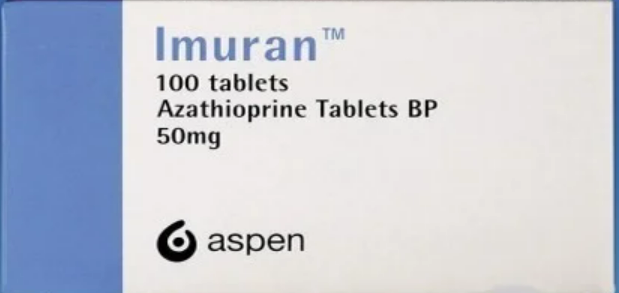 Imuran™
100 tablets
Azathioprine Tablets BP
50mg
aspen